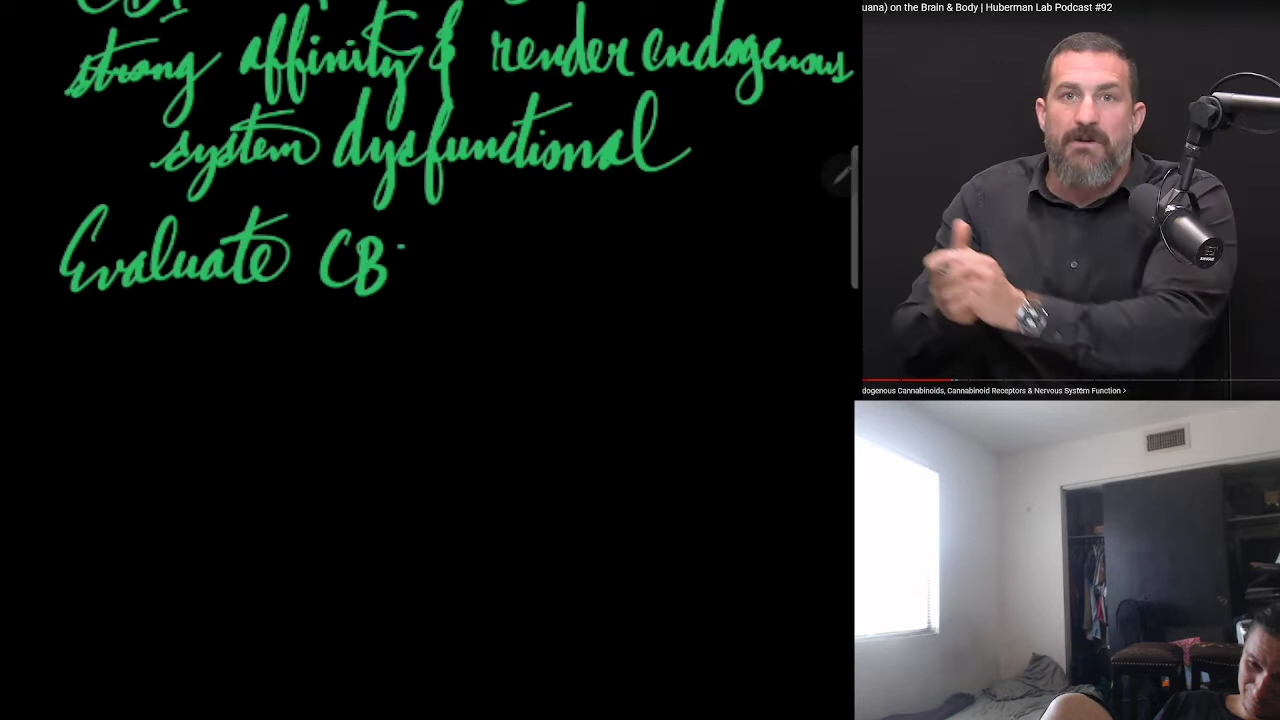 strong affinity & render endogenous
system dysfunctional
Evaluate CB
uana) on the Brain & Body | Huberman Lab Podcast #92
dogenous Cannabinoids, Cannabinoid Receptors & Nervous System Function >
SHURE